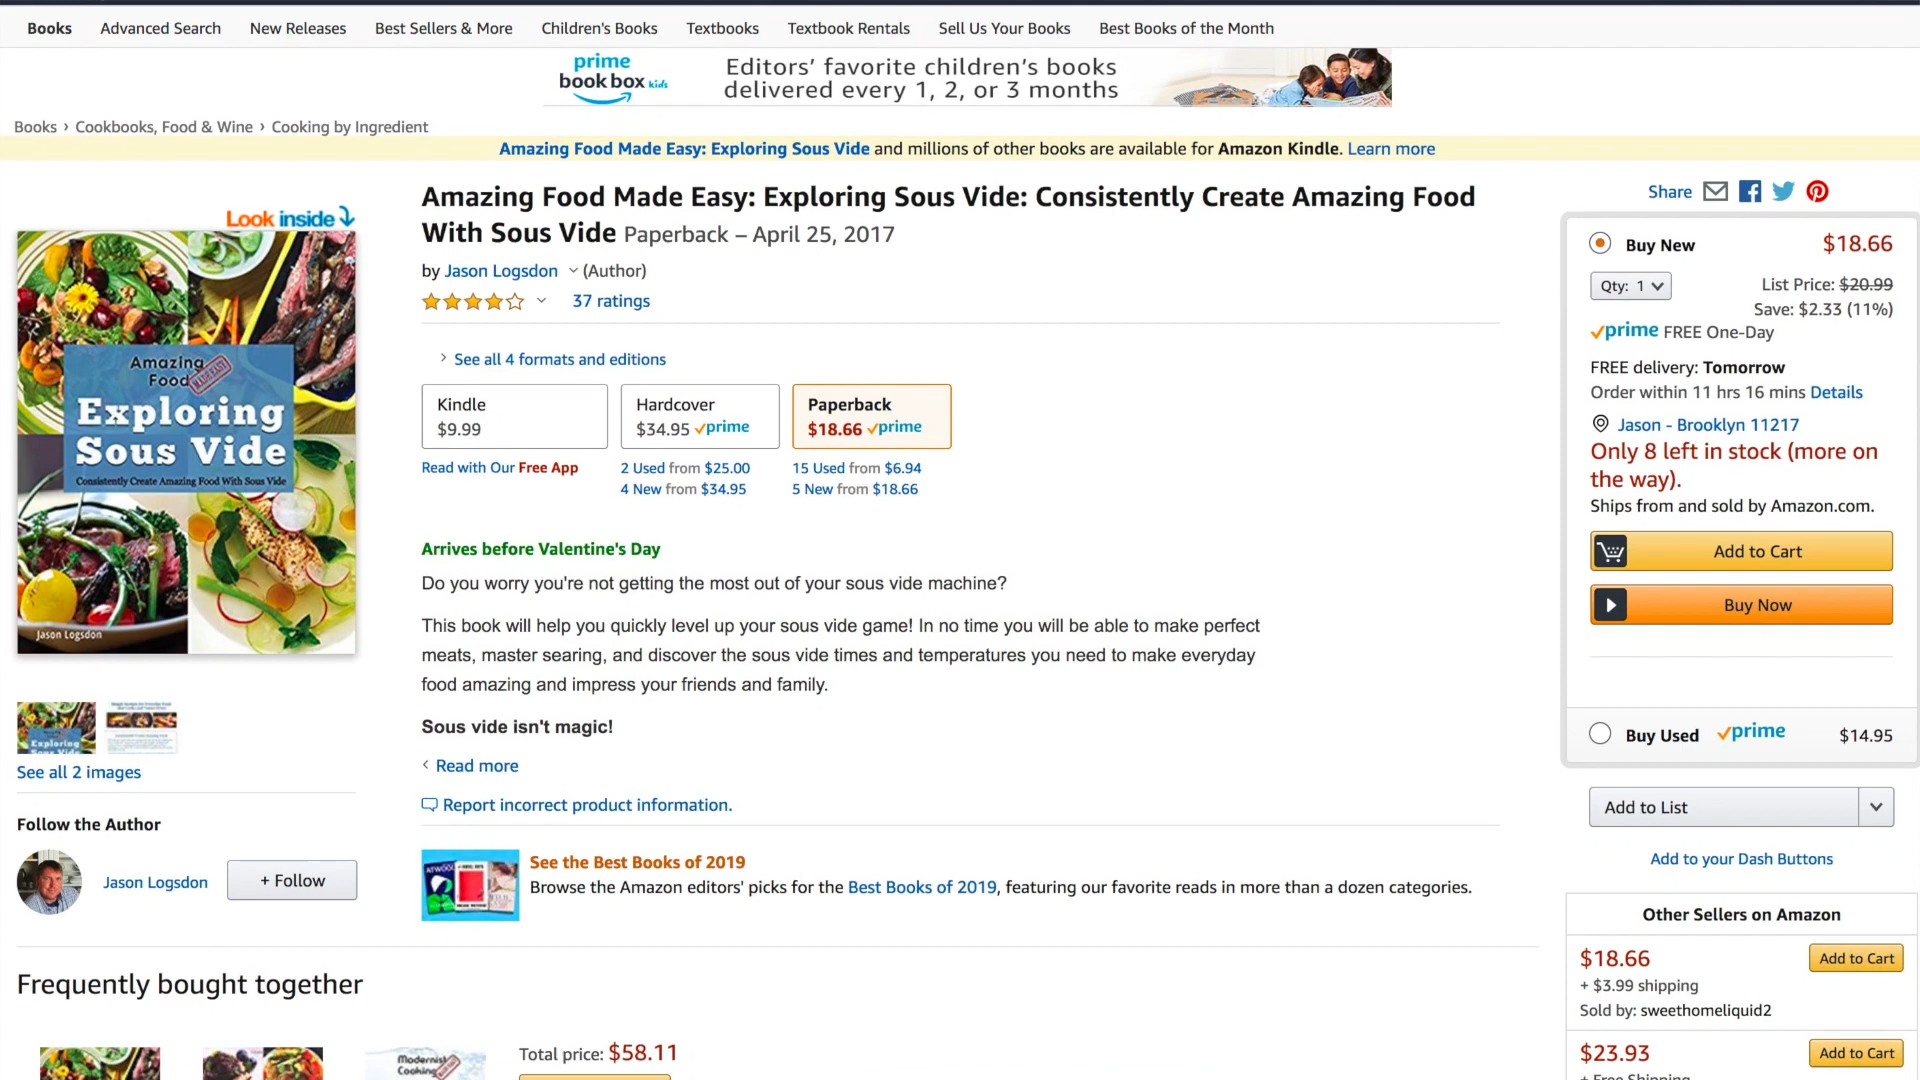 Books Advanced Search New Releases Best Sellers & More Children's Books Textbooks Textbook Rentals Sell Us Your Books Best Books of the Month
prime
book box kids
Editors' favorite children's books
delivered every 1, 2, or 3 months
Books › Cookbooks, Food & Wine › Cooking by Ingredient
Amazing Food Made Easy: Exploring Sous Vide and millions of other books are available for Amazon Kindle. Learn more
Look inside
Amazing
Food
MADE EASY
Exploring
Sous Vide
Consistently Create Amazing Food With Sous Vide
Jason Logsdon
Exploring
Sous Vide
See all 2 images
Follow the Author
Jason Logsdon
+ Follow
Amazing Food Made Easy: Exploring Sous Vide: Consistently Create Amazing Food
With Sous Vide Paperback – April 25, 2017
by Jason Logsdon (Author)
37 ratings
See all 4 formats and editions
Kindle
$9.99
Read with Our Free App
Hardcover
$34.95 prime
2 Used from $25.00
4 New from $34.95
Paperback
$18.66 prime
15 Used from $6.94
5 New from $18.66
Arrives before Valentine's Day
Do you worry you're not getting the most out of your sous vide machine?
This book will help you quickly level up your sous vide game! In no time you will be able to make perfect
meats, master searing, and discover the sous vide times and temperatures you need to make everyday
food amazing and impress your friends and family.
Sous vide isn't magic!
Read more
Report incorrect product information.
ATWOOD
See the Best Books of 2019
Browse the Amazon editors' picks for the Best Books of 2019, featuring our favorite reads in more than a dozen categories.
Share
Buy New $18.66
Qty: 1
List Price: $20.99
Save: $2.33 (11%)
prime FREE One-Day
FREE delivery: Tomorrow
Order within 11 hrs 16 mins Details
Jason - Brooklyn 11217
Only 8 left in stock (more on
the way).
Ships from and sold by Amazon.com.
Add to Cart
Buy Now
Buy Used prime $14.95
Add to List
Add to your Dash Buttons
Other Sellers on Amazon
$18.66 Add to Cart
+ $3.99 shipping
Sold by: sweethomeliquid2
$23.93 Add to Cart
+ Free Shipping
Frequently bought together
Modernist
Cooking
Total price: $58.11